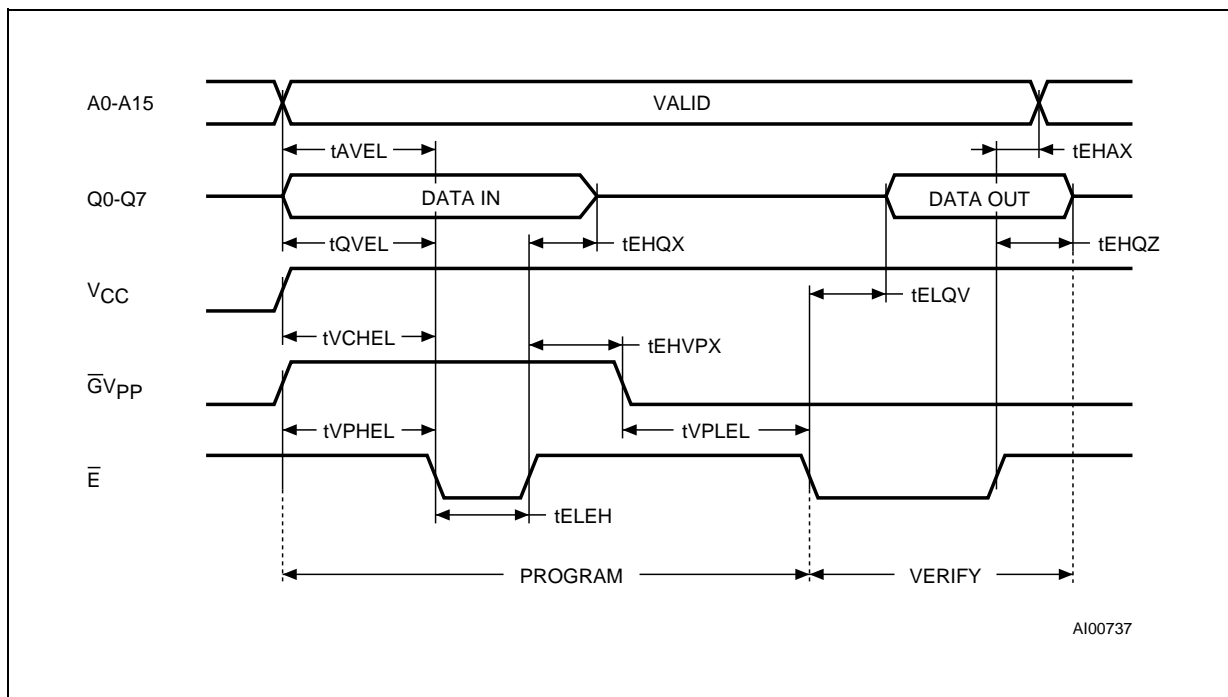 A0-A15
VALID
tAVEL
tEHAX
Q0-Q7
DATA IN
DATA OUT
tQVEL
tEHQX
tEHQZ
VCC
tELQV
tVCHEL
tEHVPX
G̅VPP
tVPHEL
tVPLEL
E̅
tELEH
PROGRAM
VERIFY
AI00737